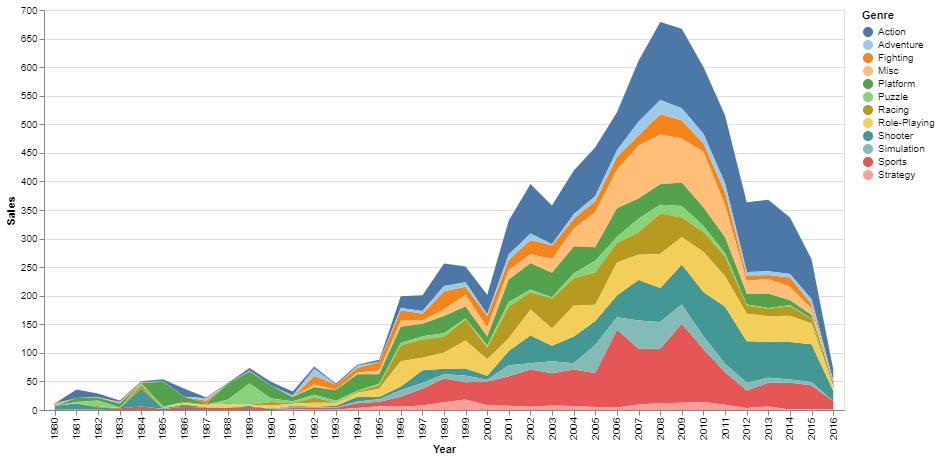 700
650
600
550
500
450
400
350
300
250
200
150
100
50
0
Sales
1980 1981 1982 1983 1984 1985 1986 1987 1988 1989 1990 1991 1992 1993 1994 1995 1996 1997 1998 1999 2000 2001 2002 2003 2004 2005 2006 2007 2008 2009 2010 2011 2012 2013 2014 2015 2016
Year
Genre
Action
Adventure
Fighting
Misc
Platform
Puzzle
Racing
Role-Playing
Shooter
Simulation
Sports
Strategy